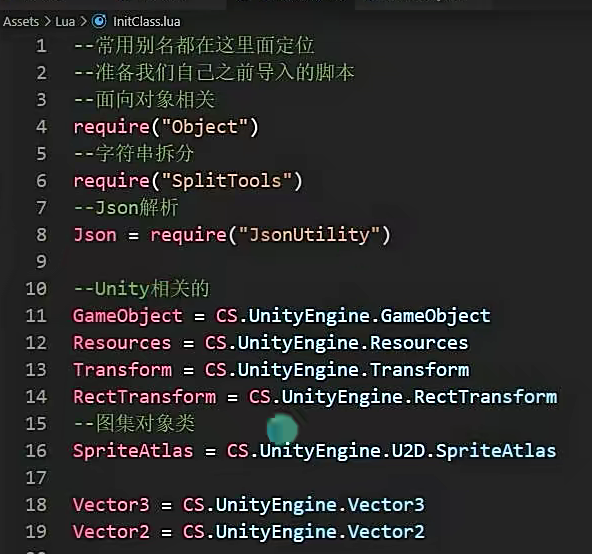 Assets > Lua > InitClass.lua
1 --常用别名都在这里面定位
2 --准备我们自己之前导入的脚本
3 --面向对象相关
4 require("Object")
5 --字符串拆分
6 require("SplitTools")
7 --Json解析
8 Json = require("JsonUtility")
9
10 --Unity相关的
11 GameObject = CS.UnityEngine.GameObject
12 Resources = CS.UnityEngine.Resources
13 Transform = CS.UnityEngine.Transform
14 RectTransform = CS.UnityEngine.RectTransform
15 --图集对象类
16 SpriteAtlas = CS.UnityEngine.U2D.SpriteAtlas
17
18 Vector3 = CS.UnityEngine.Vector3
19 Vector2 = CS.UnityEngine.Vector2